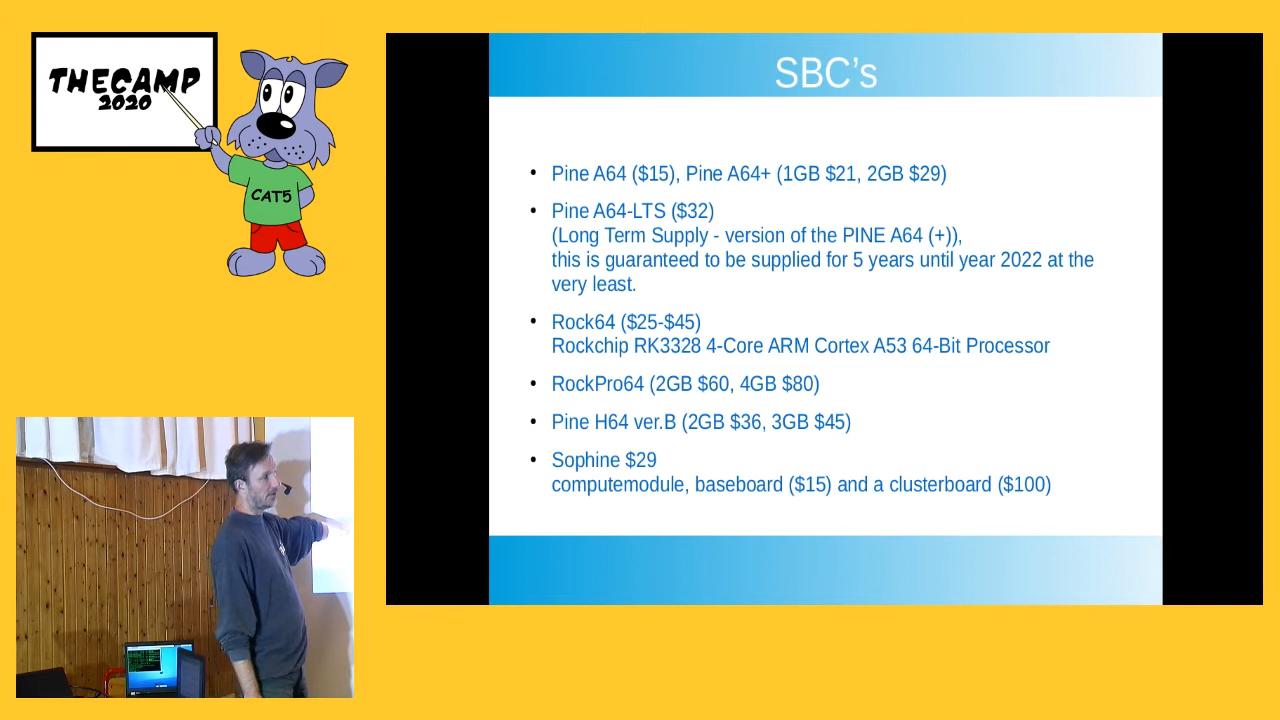 THECAMP
2020
CAT5
SBC's
• Pine A64 ($15), Pine A64+ (1GB $21, 2GB $29)
• Pine A64-LTS ($32)
(Long Term Supply - version of the PINE A64 (+)),
this is guaranteed to be supplied for 5 years until year 2022 at the
very least.
• Rock64 ($25-$45)
Rockchip RK3328 4-Core ARM Cortex A53 64-Bit Processor
• RockPro64 (2GB $60, 4GB $80)
• Pine H64 ver.B (2GB $36, 3GB $45)
• Sophine $29
computemodule, baseboard ($15) and a clusterboard ($100)